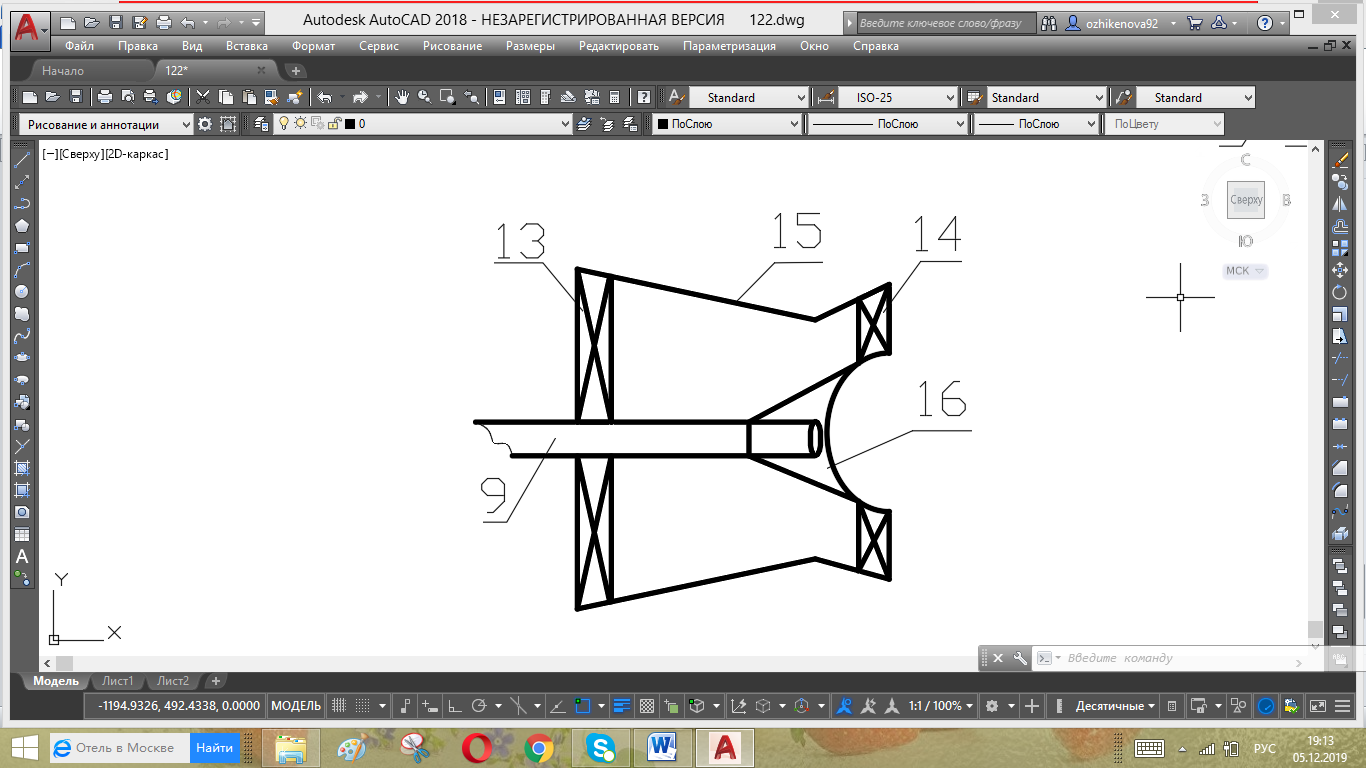 Autodesk AutoCAD 2018 - НЕЗАРЕГИСТРИРОВАННАЯ ВЕРСИЯ 122.dwg
Введите ключевое слово/фразу
ozhikenova92
Файл Правка Вид Вставка Формат Сервис Рисование Размеры Редактировать Параметризация Окно Справка
Начало 122*
Standard ISO-25 Standard Standard
Рисование и аннотации 0 ПоСлою ПоСлою ПоСлою ПоЦвету
[−][Сверху][2D-каркас]
С
З Сверху В
Ю
МСК
13 15 14
16
9
Y
X
Введите команду
Модель Лист1 Лист2 +
-1194.9326, 492.4338, 0.0000 МОДЕЛЬ 1:1 / 100% Десятичные
Отель в Москве Найти РУС 19:13
05.12.2019